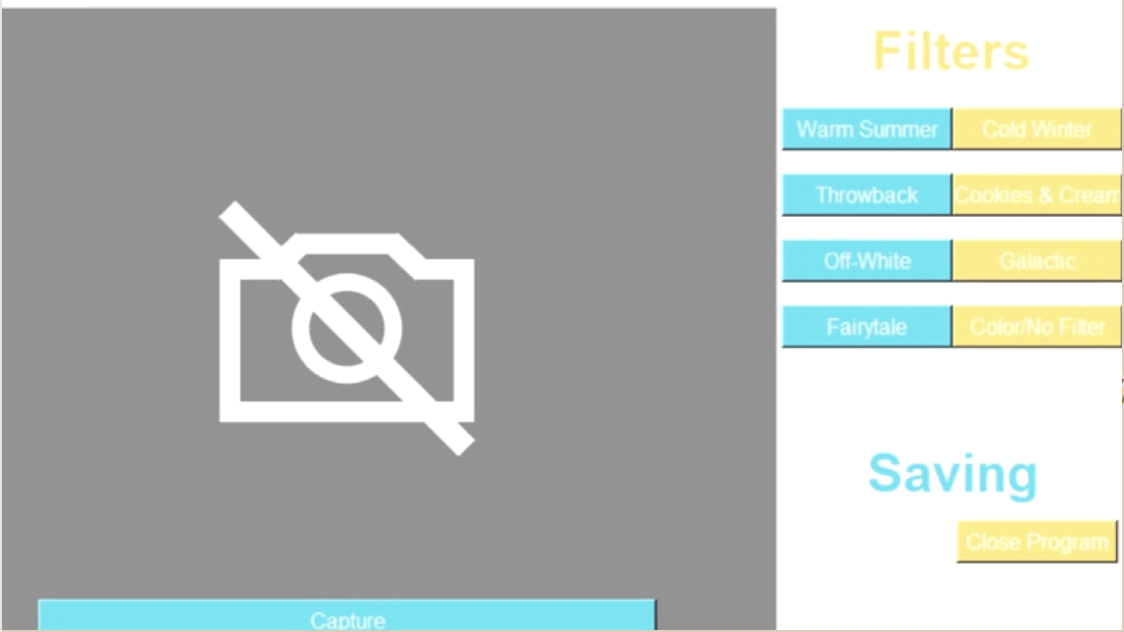 Filters
Warm Summer Cold Winter
Throwback Cookies & Cream
Off-White Galactic
Fairytale Color/No Filter
Saving
Close Program
Capture